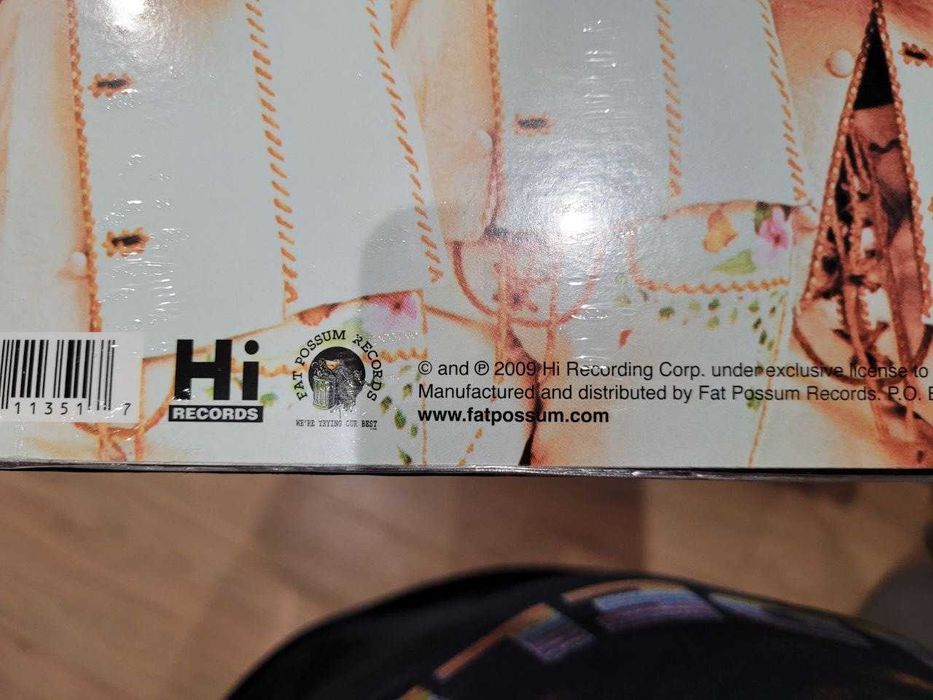 11351 7
Hi
RECORDS
FAT POSSUM RECORDS
WE'RE TRYING OUR BEST
© and ℗ 2009 Hi Recording Corp. under exclusive license to
Manufactured and distributed by Fat Possum Records. P.O.
www.fatpossum.com